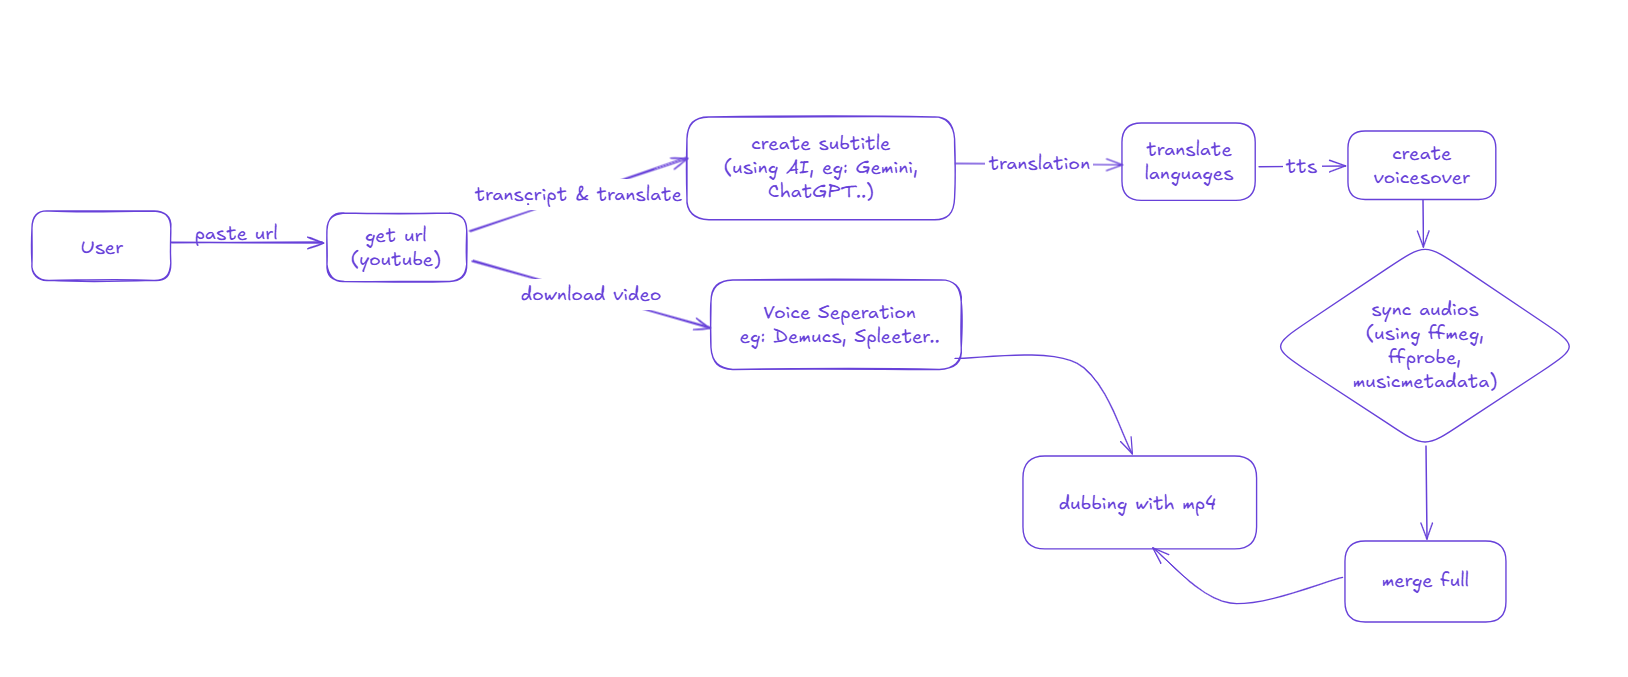 User
paste url
get url
(youtube)
transcript & translate
create subtitle
(using AI, eg: Gemini,
ChatGPT..)
translation
translate
languages
tts
create
voicesover
download video
Voice Seperation
eg: Demucs, Spleeter..
sync audios
(using ffmeg,
ffprobe,
musicmetadata)
dubbing with mp4
merge full